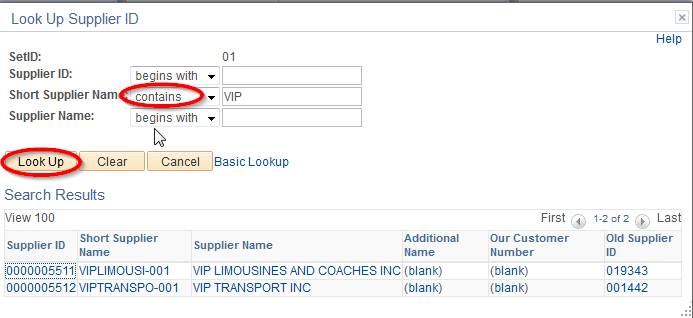 Look Up Supplier ID
Help
SetID: 01
Supplier ID: begins with
Short Supplier Name: contains VIP
Supplier Name: begins with
Look Up Clear Cancel Basic Lookup
Search Results
View 100 First 1-2 of 2 Last
Supplier ID Short Supplier Name Supplier Name Additional Name Our Customer Number Old Supplier ID
0000005511 VIPLIMOUSI-001 VIP LIMOUSINES AND COACHES INC (blank) (blank) 019343
0000005512 VIPTRANSPO-001 VIP TRANSPORT INC (blank) (blank) 001442